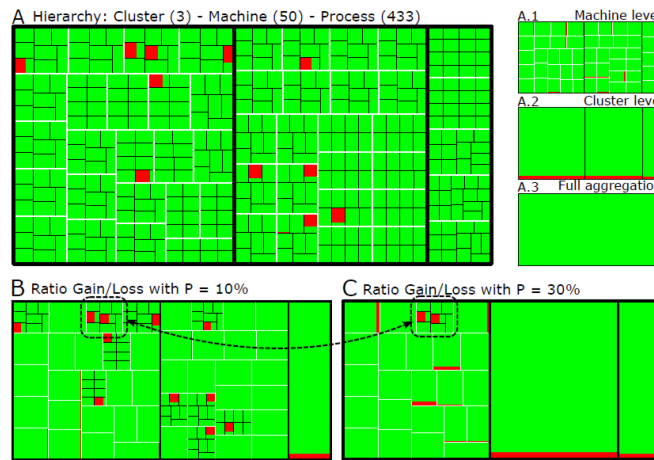 A Hierarchy: Cluster (3) - Machine (50) - Process (433)
A.1 Machine leve
A.2 Cluster leve
A.3 Full aggregation
B Ratio Gain/Loss with P = 10%
C Ratio Gain/Loss with P = 30%